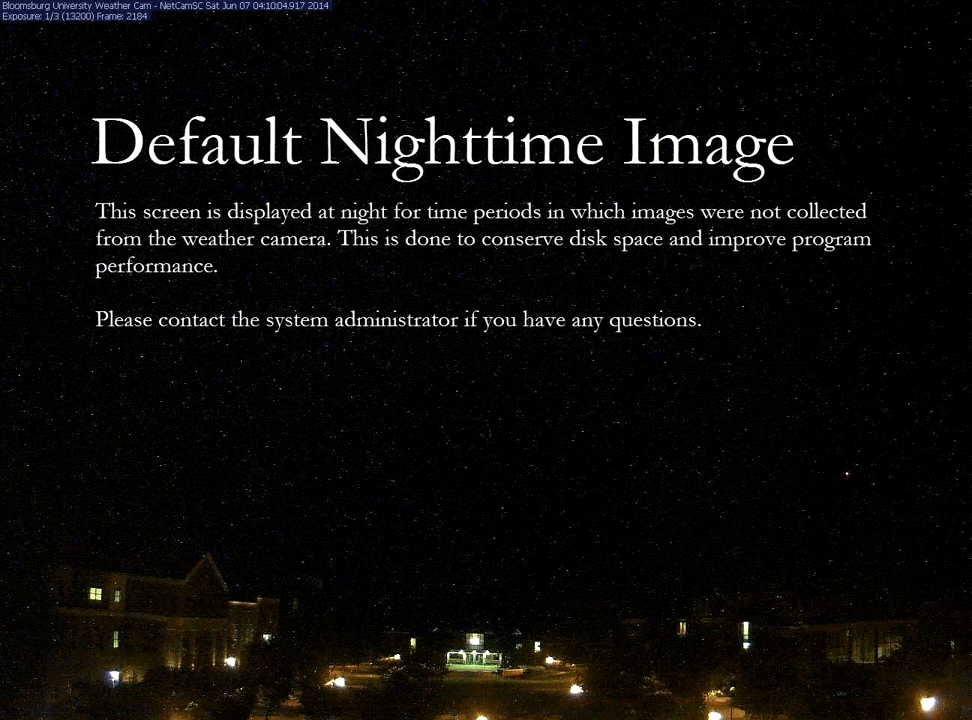 Bloomsburg University Weather Cam - NetCamSC Sat Jun 07 04:10:04.917 2014
Exposure: 1/3 (13200) Frame: 2184
Default Nighttime Image
This screen is displayed at night for time periods in which images were not collected
from the weather camera. This is done to conserve disk space and improve program
performance.
Please contact the system administrator if you have any questions.